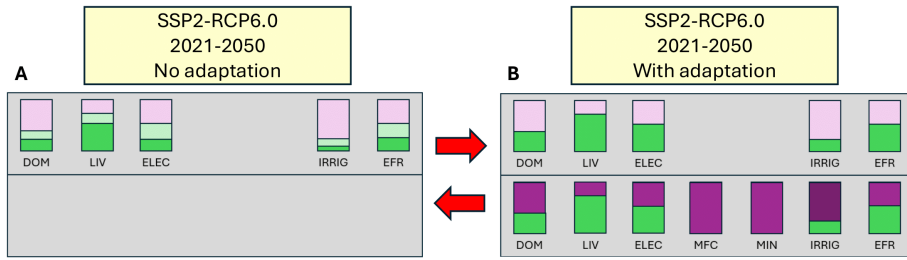 SSP2-RCP6.0
2021-2050
No adaptation
SSP2-RCP6.0
2021-2050
With adaptation
A
B
DOM LIV ELEC IRRIG EFR
DOM LIV ELEC IRRIG EFR
DOM LIV ELEC MFC MIN IRRIG EFR